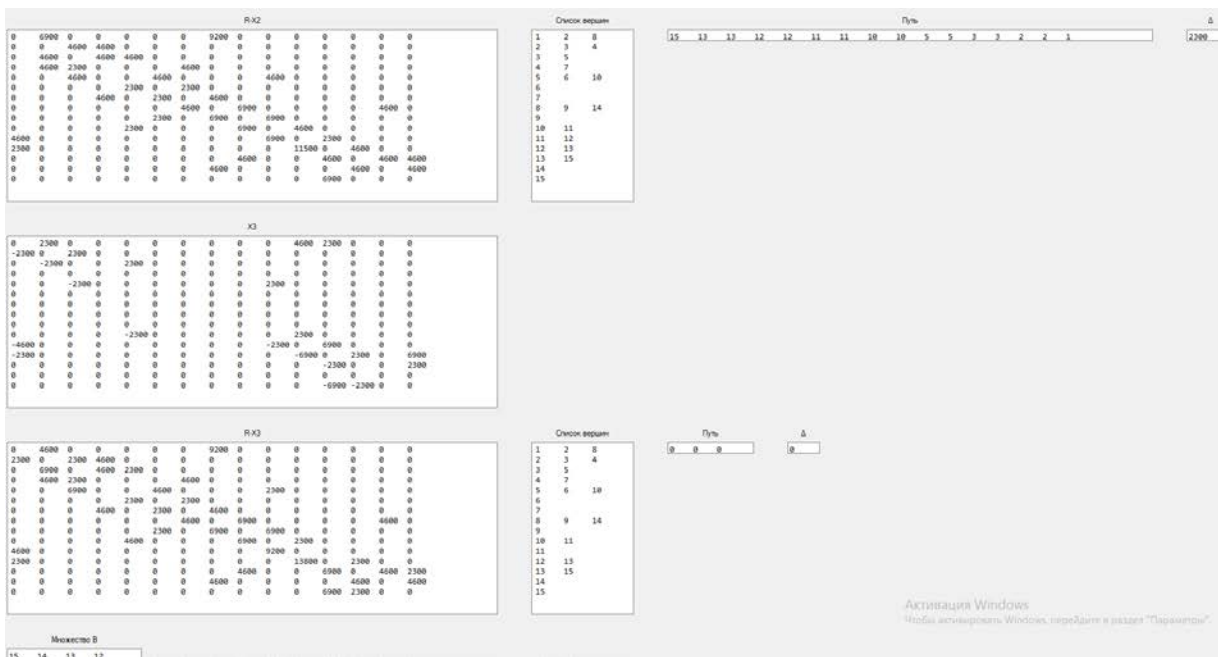 R-X2
Список вершин
Путь
Δ
0 6900 0 0 0 0 0 9200 0 0 0 0 0 0 0
0 0 4600 4600 0 0 0 0 0 0 0 0 0 0 0
0 4600 0 4600 4600 0 0 0 0 0 0 0 0 0 0
0 4600 2300 0 0 0 4600 0 0 0 0 0 0 0 0
0 0 4600 0 0 4600 0 0 0 4600 0 0 0 0 0
0 0 0 0 2300 0 2300 0 0 0 0 0 0 0 0
0 0 0 4600 0 2300 0 4600 0 0 0 0 0 0 0
0 0 0 0 0 0 4600 0 6900 0 0 0 0 4600 0
0 0 0 0 0 2300 0 6900 0 6900 0 0 0 0 0
0 0 0 0 2300 0 0 0 6900 0 4600 0 0 0 0
4600 0 0 0 0 0 0 0 0 6900 0 2300 0 0 0
2300 0 0 0 0 0 0 0 0 0 11500 0 4600 0 0
0 0 0 0 0 0 0 0 4600 0 0 4600 0 4600 4600
0 0 0 0 0 0 0 4600 0 0 0 0 4600 0 4600
0 0 0 0 0 0 0 0 0 0 0 6900 0 0 0
1 2 8
2 3 4
3 5
4 7
5 6 10
6
7
8 9 14
9
10 11
11 12
12 13
13 15
14
15
15 13 13 12 12 11 11 10 10 5 5 3 3 2 2 1
2300
X3
0 2300 0 0 0 0 0 0 0 0 4600 2300 0 0 0
-2300 0 2300 0 0 0 0 0 0 0 0 0 0 0 0
0 -2300 0 0 2300 0 0 0 0 0 0 0 0 0 0
0 0 0 0 0 0 0 0 0 0 0 0 0 0 0
0 0 -2300 0 0 0 0 0 0 2300 0 0 0 0 0
0 0 0 0 0 0 0 0 0 0 0 0 0 0 0
0 0 0 0 0 0 0 0 0 0 0 0 0 0 0
0 0 0 0 0 0 0 0 0 0 0 0 0 0 0
0 0 0 0 0 0 0 0 0 0 0 0 0 0 0
0 0 0 0 -2300 0 0 0 0 0 2300 0 0 0 0
-4600 0 0 0 0 0 0 0 0 -2300 0 6900 0 0 0
-2300 0 0 0 0 0 0 0 0 0 -6900 0 2300 0 6900
0 0 0 0 0 0 0 0 0 0 0 -2300 0 0 2300
0 0 0 0 0 0 0 0 0 0 0 0 0 0 0
0 0 0 0 0 0 0 0 0 0 0 -6900 -2300 0 0
R-X3
Список вершин
Путь
Δ
0 4600 0 0 0 0 0 9200 0 0 0 0 0 0 0
2300 0 2300 4600 0 0 0 0 0 0 0 0 0 0 0
0 6900 0 4600 2300 0 0 0 0 0 0 0 0 0 0
0 4600 2300 0 0 0 4600 0 0 0 0 0 0 0 0
0 0 6900 0 0 4600 0 0 0 2300 0 0 0 0 0
0 0 0 0 2300 0 2300 0 0 0 0 0 0 0 0
0 0 0 4600 0 2300 0 4600 0 0 0 0 0 0 0
0 0 0 0 0 0 4600 0 6900 0 0 0 0 4600 0
0 0 0 0 0 2300 0 6900 0 6900 0 0 0 0 0
0 0 0 0 4600 0 0 0 6900 0 2300 0 0 0 0
4600 0 0 0 0 0 0 0 0 9200 0 0 0 0 0
2300 0 0 0 0 0 0 0 0 0 13800 0 2300 0 0
0 0 0 0 0 0 0 0 4600 0 0 6900 0 4600 2300
0 0 0 0 0 0 0 4600 0 0 0 0 4600 0 4600
0 0 0 0 0 0 0 0 0 0 0 6900 2300 0 0
1 2 8
2 3 4
3 5
4 7
5 6 10
6
7
8 9 14
9
10 11
11
12 13
13 15
14
15
0 0 0
0
Активация Windows
Чтобы активировать Windows, перейдите в раздел "Параметры".
Множество B
15 14 13 12